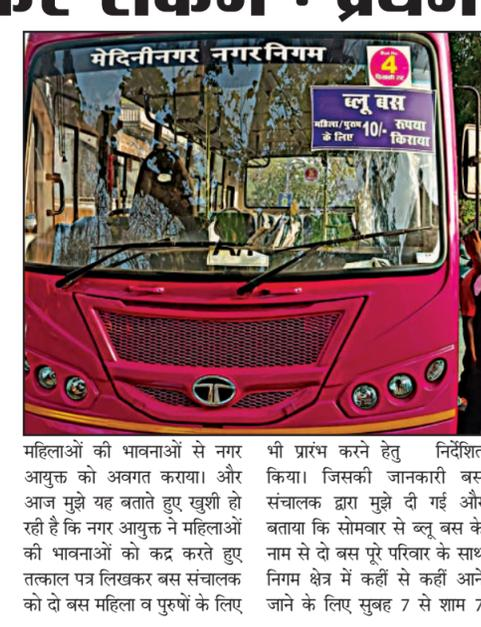 मेदिनीनगर नगर निगम
4
ब्लू बस
महिला/पुरुष 10/- रुपया
के लिए किराया
महिलाओं की भावनाओं से नगर
आयुक्त को अवगत कराया। और
आज मुझे यह बताते हुए खुशी हो
रही है कि नगर आयुक्त ने महिलाओं
की भावनाओं को कद्र करते हुए
तत्काल पत्र लिखकर बस संचालक
को दो बस महिला व पुरुषों के लिए
भी प्रारंभ करने हेतु निर्देशित
किया। जिसकी जानकारी बस
संचालक द्वारा मुझे दी गई और
बताया कि सोमवार से ब्लू बस के
नाम से दो बस पूरे परिवार के साथ
निगम क्षेत्र में कहीं से कहीं आने
जाने के लिए सुबह 7 से शाम 7